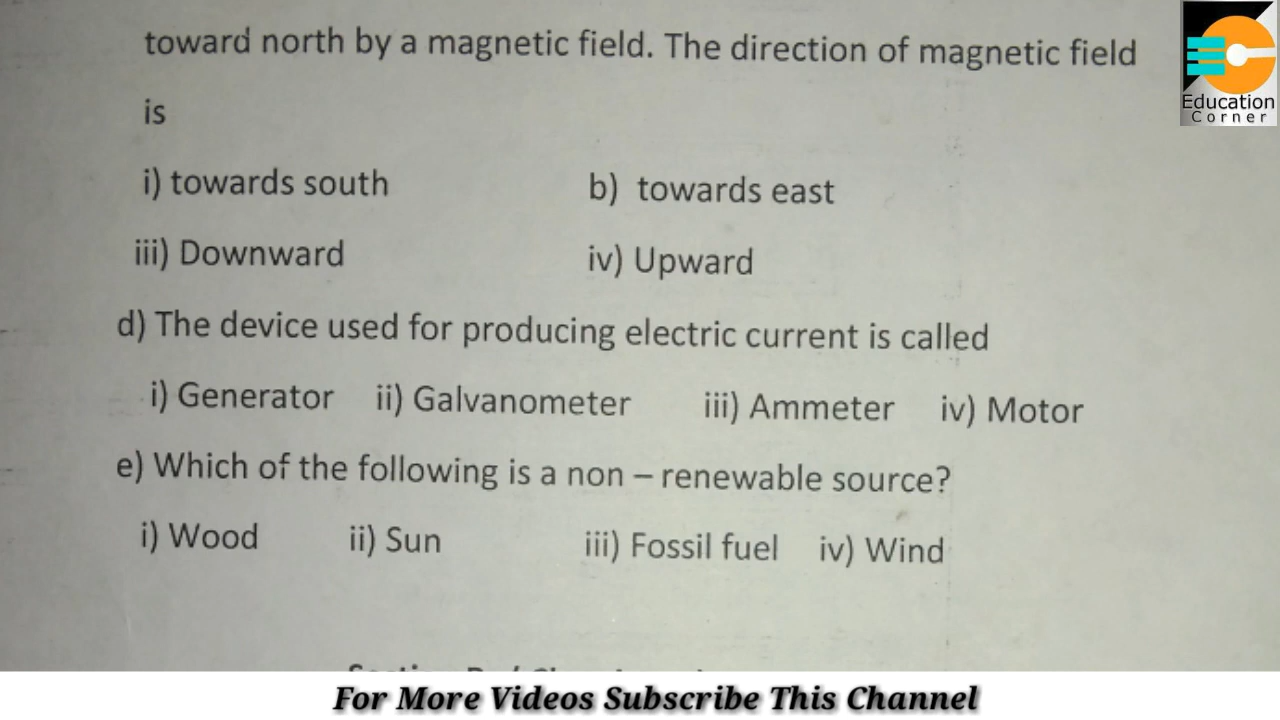 toward north by a magnetic field. The direction of magnetic field
is
i) towards south b) towards east
iii) Downward iv) Upward
d) The device used for producing electric current is called
i) Generator ii) Galvanometer iii) Ammeter iv) Motor
e) Which of the following is a non – renewable source?
i) Wood ii) Sun iii) Fossil fuel iv) Wind
Education
Corner
For More Videos Subscribe This Channel